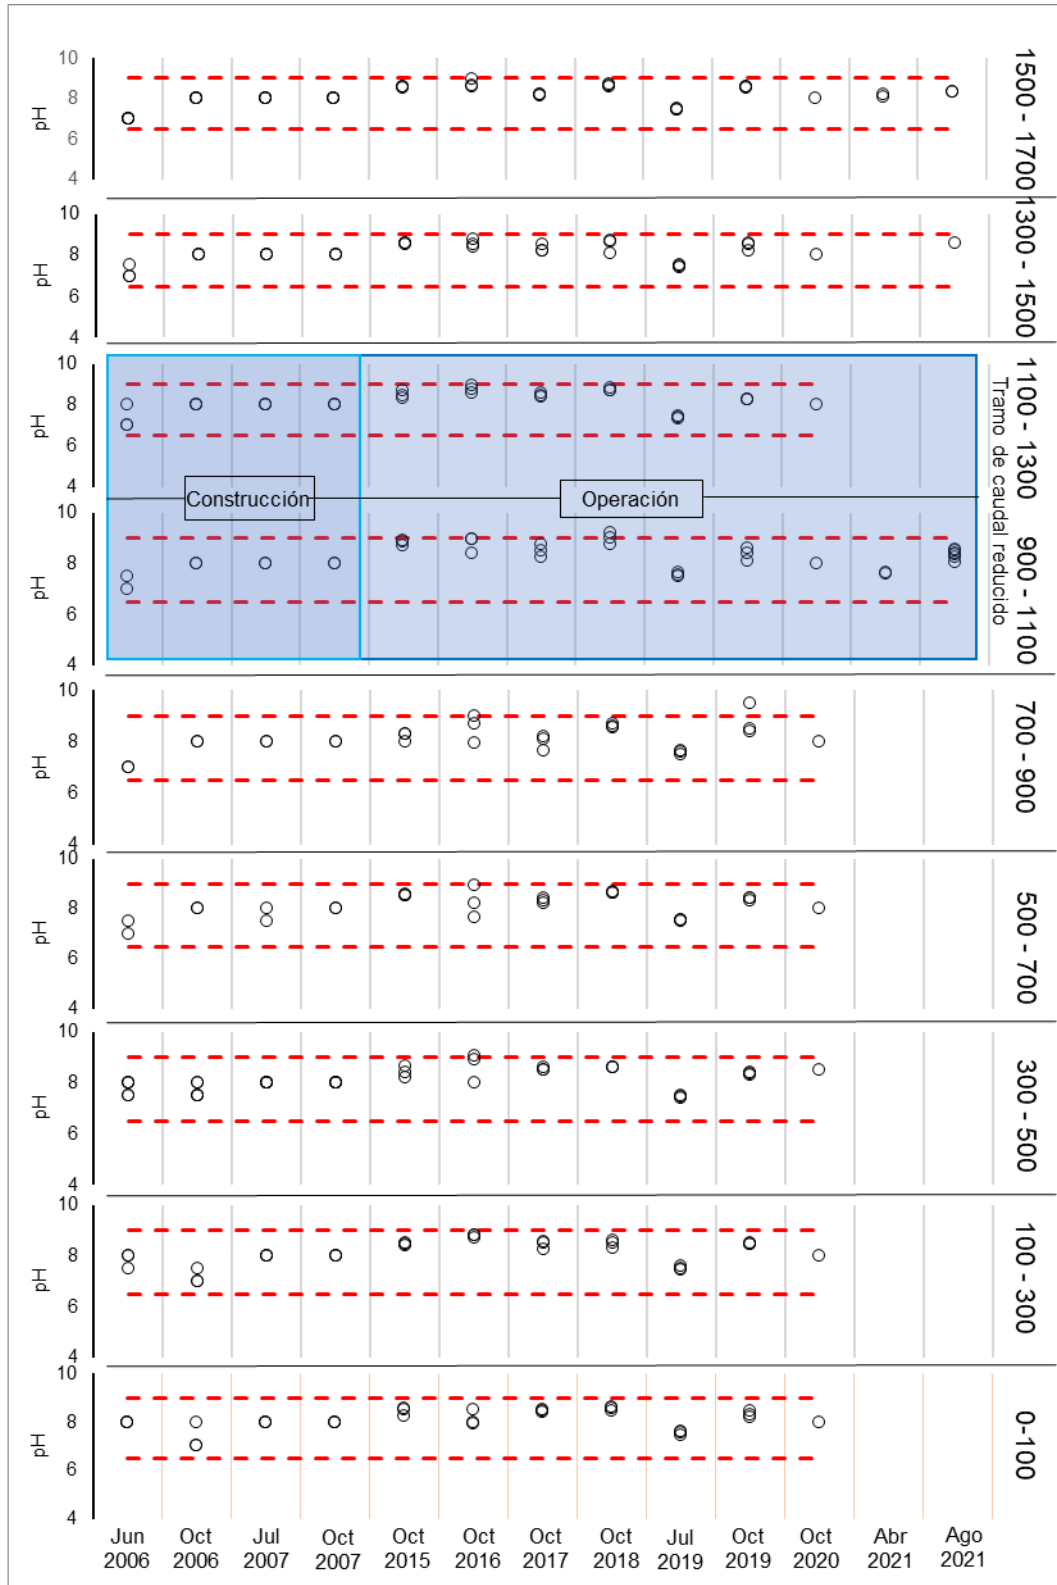 10
8
6
4
pH
1500 - 1700
10
8
6
4
pH
1300 - 1500
10
8
6
4
pH
1100 - 1300
Construcción
Operación
Tramo de caudal reducido
10
8
6
4
pH
900 - 1100
10
8
6
4
pH
700 - 900
10
8
6
4
pH
500 - 700
10
8
6
4
pH
300 - 500
10
8
6
4
pH
100 - 300
10
8
6
4
pH
0-100
Jun Oct Jul Oct Oct Oct Oct Oct Jul Oct Oct Abr Ago
2006 2006 2007 2007 2015 2016 2017 2018 2019 2019 2020 2021 2021